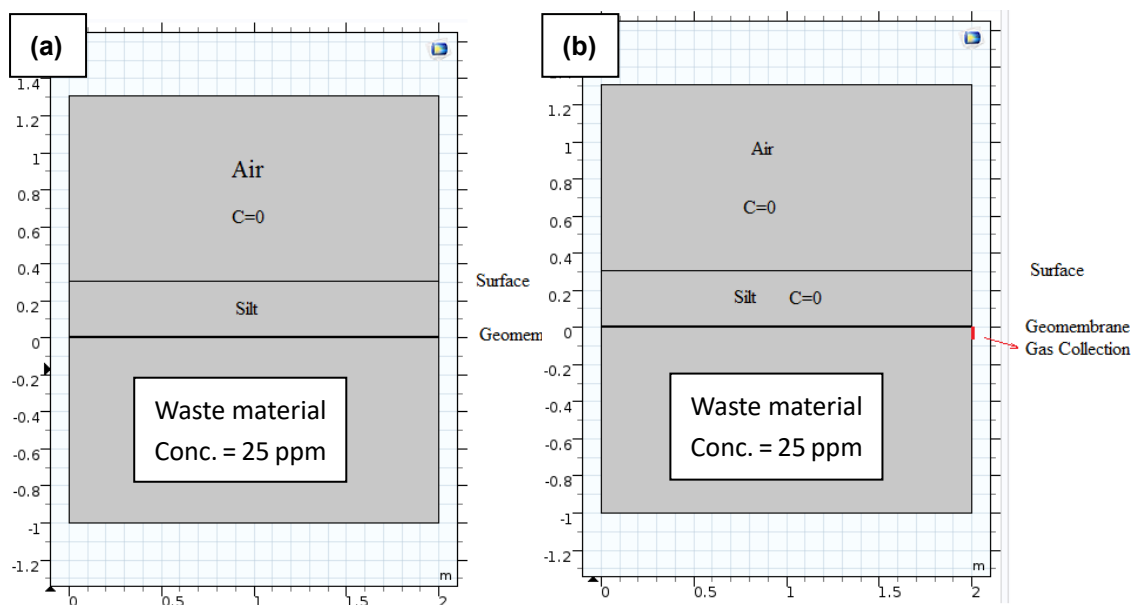 (a)
1.4
1.2
1
0.8
0.6
0.4
0.2
0
-0.2
-0.4
-0.6
-0.8
-1
-1.2
Air
C=0
Silt
Surface
Geomem
Waste material
Conc. = 25 ppm
m
0
0.5
1
1.5
2
(b)
1.2
1
0.8
0.6
0.4
0.2
0
-0.2
-0.4
-0.6
-0.8
-1
-1.2
Air
C=0
Silt C=0
Surface
Geomembrane
Gas Collection
Waste material
Conc. = 25 ppm
m
0
0.5
1
1.5
2